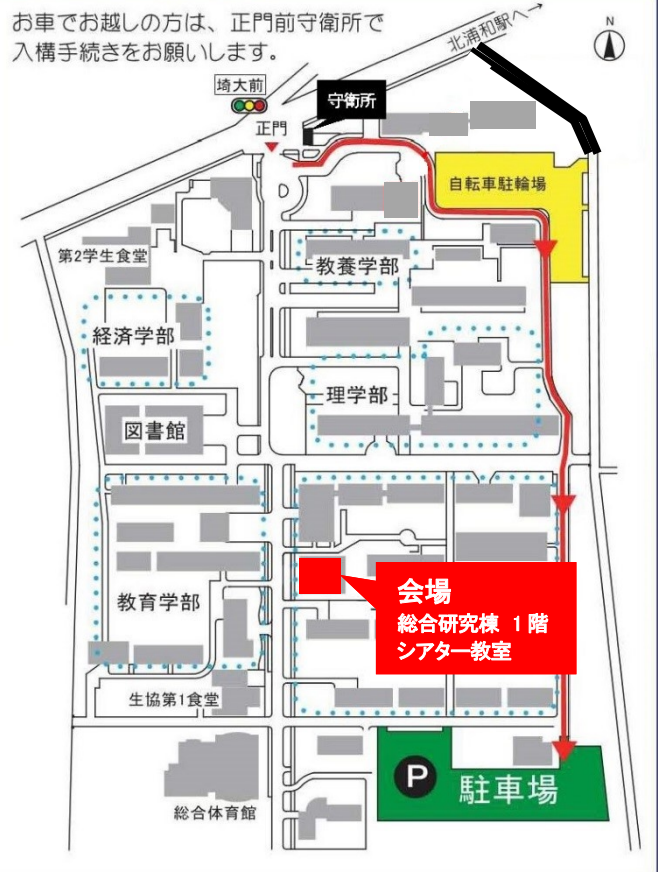 お車でお越しの方は、正門前守衛所で
入構手続きをお願いします。
北浦和駅へ→
N
埼大前
守衛所
正門
自転車駐輪場
第2学生食堂
教養学部
経済学部
理学部
図書館
会場
総合研究棟 1階
シアター教室
教育学部
生協第1食堂
P
駐車場
総合体育館